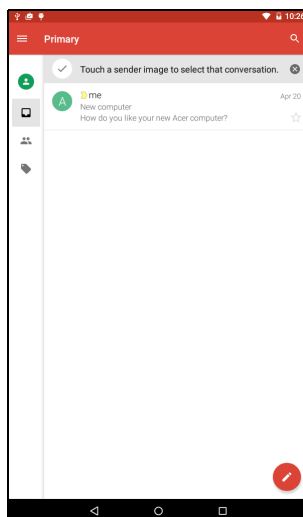 10:26
Primary
Touch a sender image to select that conversation.
A
me
Apr 20
New computer
How do you like your new Acer computer?